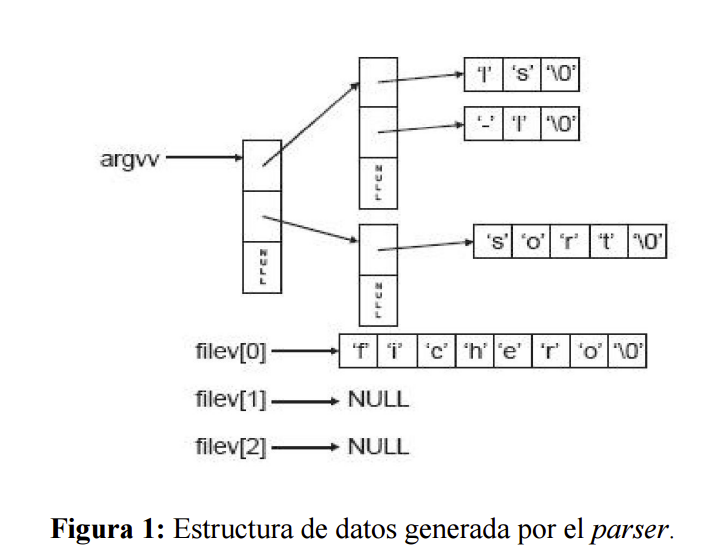 'l' 's' '\0'
'-' 'l' '\0'
NULL
argvv
's' 'o' 'r' 't' '\0'
NULL
NULL
filev[0] 'f' 'i' 'c' 'h' 'e' 'r' 'o' '\0'
filev[1] NULL
filev[2] NULL
Figura 1: Estructura de datos generada por el parser.